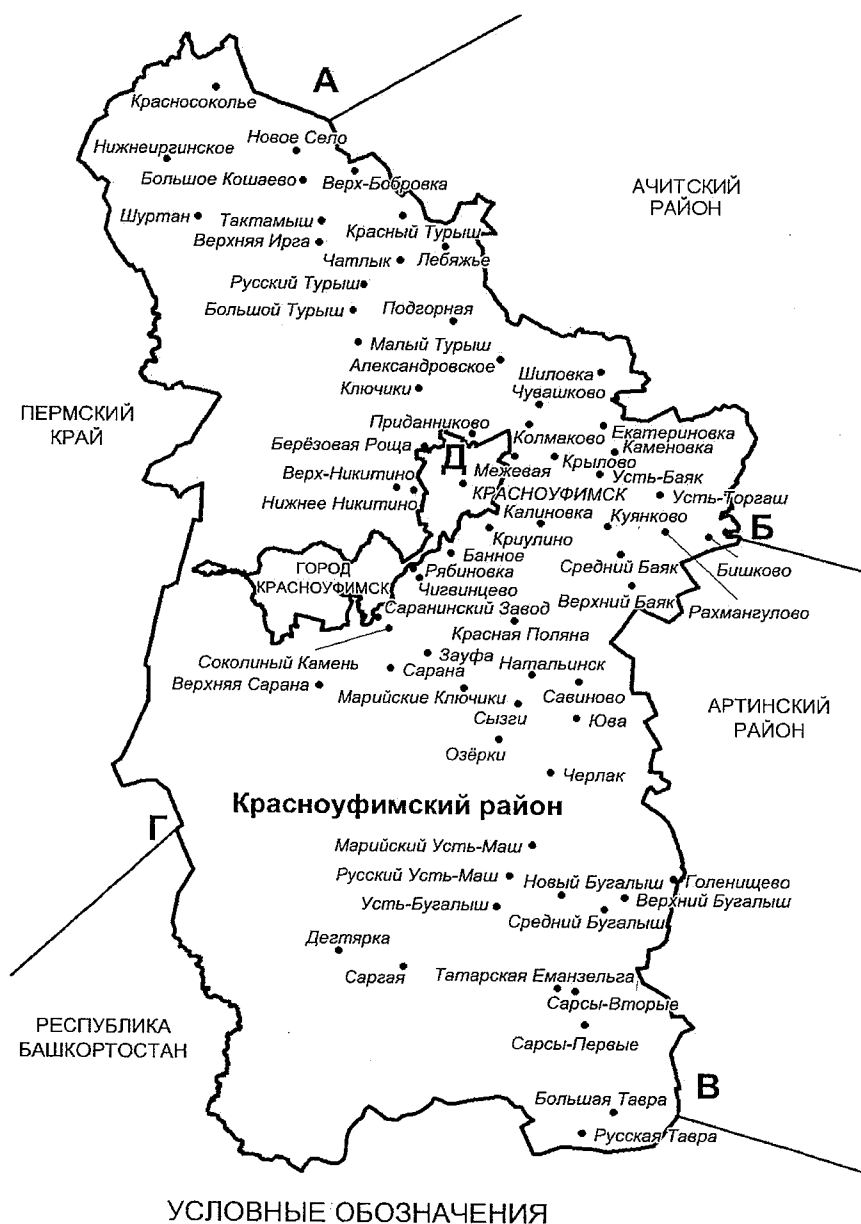 А
Красносоколье
Новое Село
Нижнеиргинское
Большое Кошаево
Верх-Бобровка
АЧИТСКИЙ
РАЙОН
Шуртан
Тактамыш
Красный Турыш
Верхняя Ирга
Чатлык
Лебяжье
Русский Турыш
Большой Турыш
Подгорная
Малый Турыш
Александровское
Шиловка
Ключики
Чувашково
ПЕРМСКИЙ
КРАЙ
Приданниково
Колмаково
Екатериновка
Берёзовая Роща
Д
Каменовка
Межевая
Крылово
Верх-Никитино
Усть-Баяк
КРАСНОУФИМСК
Усть-Торгаш
Нижнее Никитино
Калиновка
Куянково
Б
Криулино
Банное
ГОРОД
КРАСНОУФИМСК
Рябиновка
Средний Баяк
Бишково
Чигвинцево
Верхний Баяк
Рахмангулово
Саранинский Завод
Красная Поляна
Соколиный Камень
Зауфа
Натальинск
Сарана
Верхняя Сарана
Марийские Ключики
Савиново
АРТИНСКИЙ
РАЙОН
Сызги
Юва
Озёрки
Черлак
Красноуфимский район
Г
Марийский Усть-Маш
Русский Усть-Маш
Новый Бугалыш
Голенищево
Усть-Бугалыш
Верхний Бугалыш
Средний Бугалыш
Дегтярка
Саргая
Татарская Еманзельга
Сарсы-Вторые
РЕСПУБЛИКА
БАШКОРТОСТАН
Сарсы-Первые
В
Большая Тавра
Русская Тавра
УСЛОВНЫЕ ОБОЗНАЧЕНИЯ